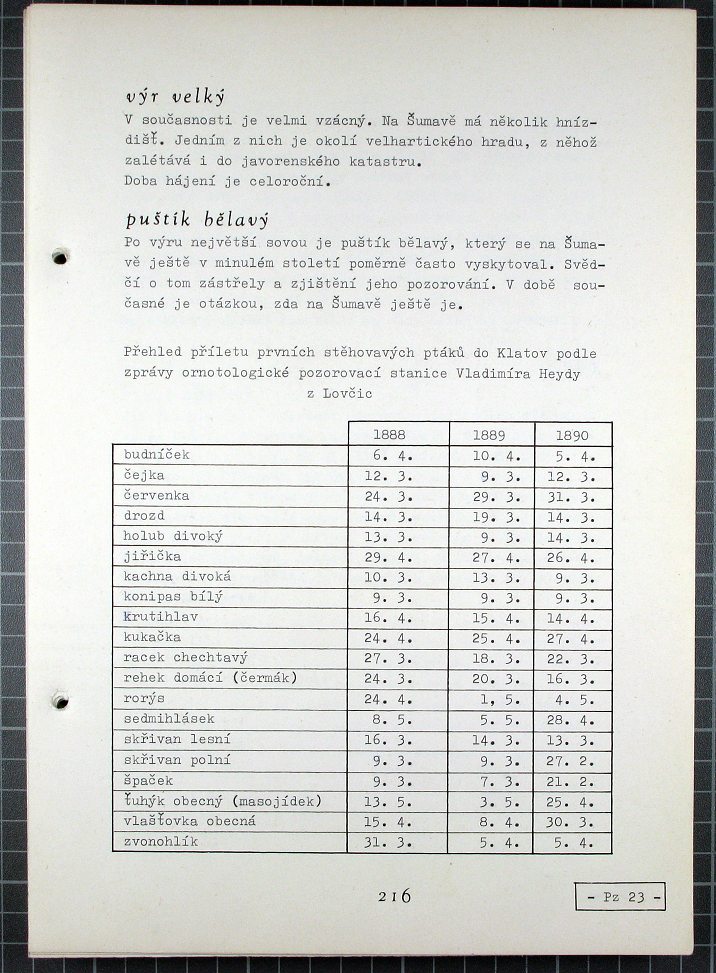 výr velký
V současnosti je velmi vzácný. Na Šumavě má několik hníz-
dišť. Jedním z nich je okolí velhartického hradu, z něhož
zalétává i do javorenského katastru.
Doba hájení je celoroční.
puštík bělavý
Po výru největší sovou je puštík bělavý, který se na Šuma-
vě ještě v minulém století poměrně často vyskytoval. Svěd-
čí o tom zástřely a zjištění jeho pozorování. V době sou-
časné je otázkou, zda na Šumavě ještě je.
Přehled příletu prvních stěhovavých ptáků do Klatov podle
zprávy ornotologické pozorovací stanice Vladimíra Heydy
z Lovčic
1888 1889 1890
budníček 6. 4. 10. 4. 5. 4.
čejka 12. 3. 9. 3. 12. 3.
červenka 24. 3. 29. 3. 31. 3.
drozd 14. 3. 19. 3. 14. 3.
holub divoký 13. 3. 9. 3. 14. 3.
jiřička 29. 4. 27. 4. 26. 4.
kachna divoká 10. 3. 13. 3. 9. 3.
konipas bílý 9. 3. 9. 3. 9. 3.
krutihlav 16. 4. 15. 4. 14. 4.
kukačka 24. 4. 25. 4. 27. 4.
racek chechtavý 27. 3. 18. 3. 22. 3.
rehek domácí (čermák) 24. 3. 20. 3. 16. 3.
rorýs 24. 4. 1, 5. 4. 5.
sedmihlásek 8. 5. 5. 5. 28. 4.
skřivan lesní 16. 3. 14. 3. 13. 3.
skřivan polní 9. 3. 9. 3. 27. 2.
špaček 9. 3. 7. 3. 21. 2.
ťuhýk obecný (masojídek) 13. 5. 3. 5. 25. 4.
vlašťovka obecná 15. 4. 8. 4. 30. 3.
zvonohlík 31. 3. 5. 4. 5. 4.
216
- Pz 23 -